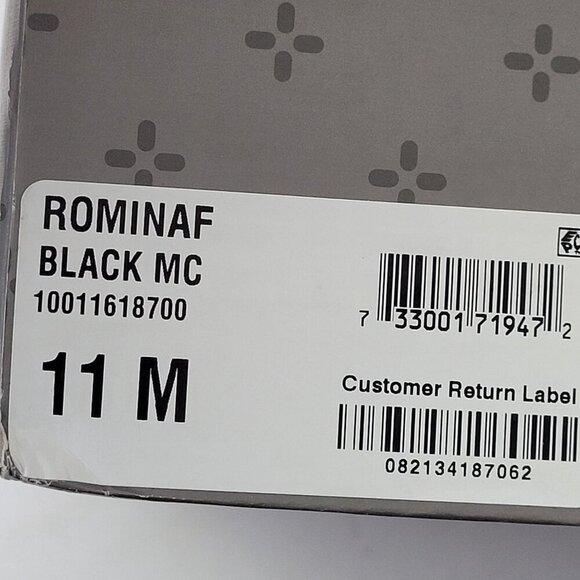 ROMINAF
BLACK MC
10011618700
11 M
7 33001 71947 2
Customer Return Label
082134187062